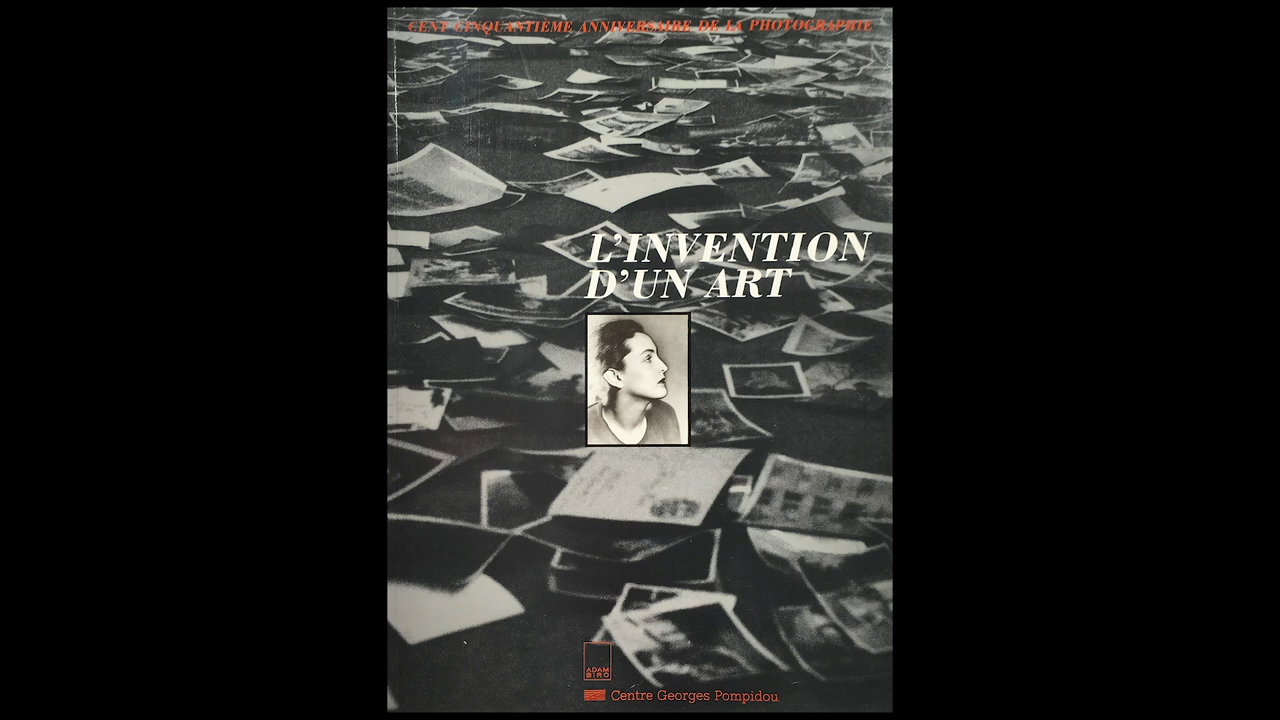 CENT CINQUANTIÈME ANNIVERSAIRE DE LA PHOTOGRAPHIE
L'INVENTION
D'UN ART
ADAM
BIRO
Centre Georges Pompidou